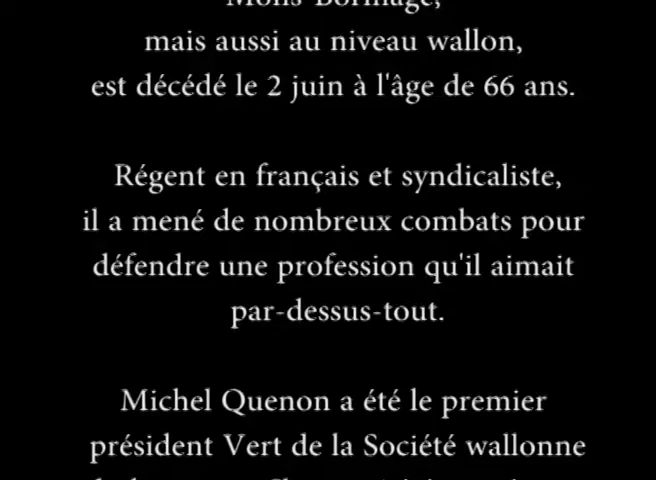 Mons-Borinage,
mais aussi au niveau wallon,
est décédé le 2 juin à l'âge de 66 ans.
Régent en français et syndicaliste,
il a mené de nombreux combats pour
défendre une profession qu'il aimait
par-dessus-tout.
Michel Quenon a été le premier
président Vert de la Société wallonne